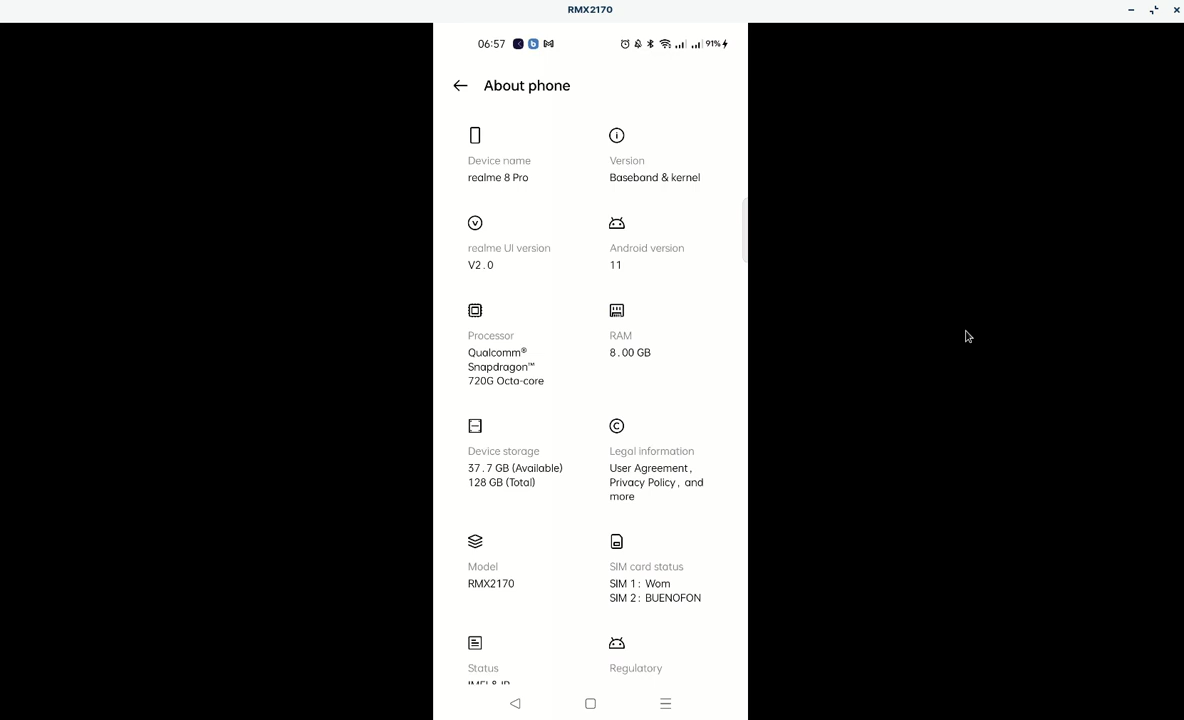 RMX2170
06:57
91%
About phone
Device name
realme 8 Pro
Version
Baseband & kernel
realme UI version
V2.0
Android version
11
Processor
Qualcomm®
Snapdragon™
720G Octa-core
RAM
8.00 GB
Device storage
37.7 GB (Available)
128 GB (Total)
Legal information
User Agreement,
Privacy Policy, and
more
Model
RMX2170
SIM card status
SIM 1: Wom
SIM 2: BUENOFON
Status
IMEI & IP
Regulatory